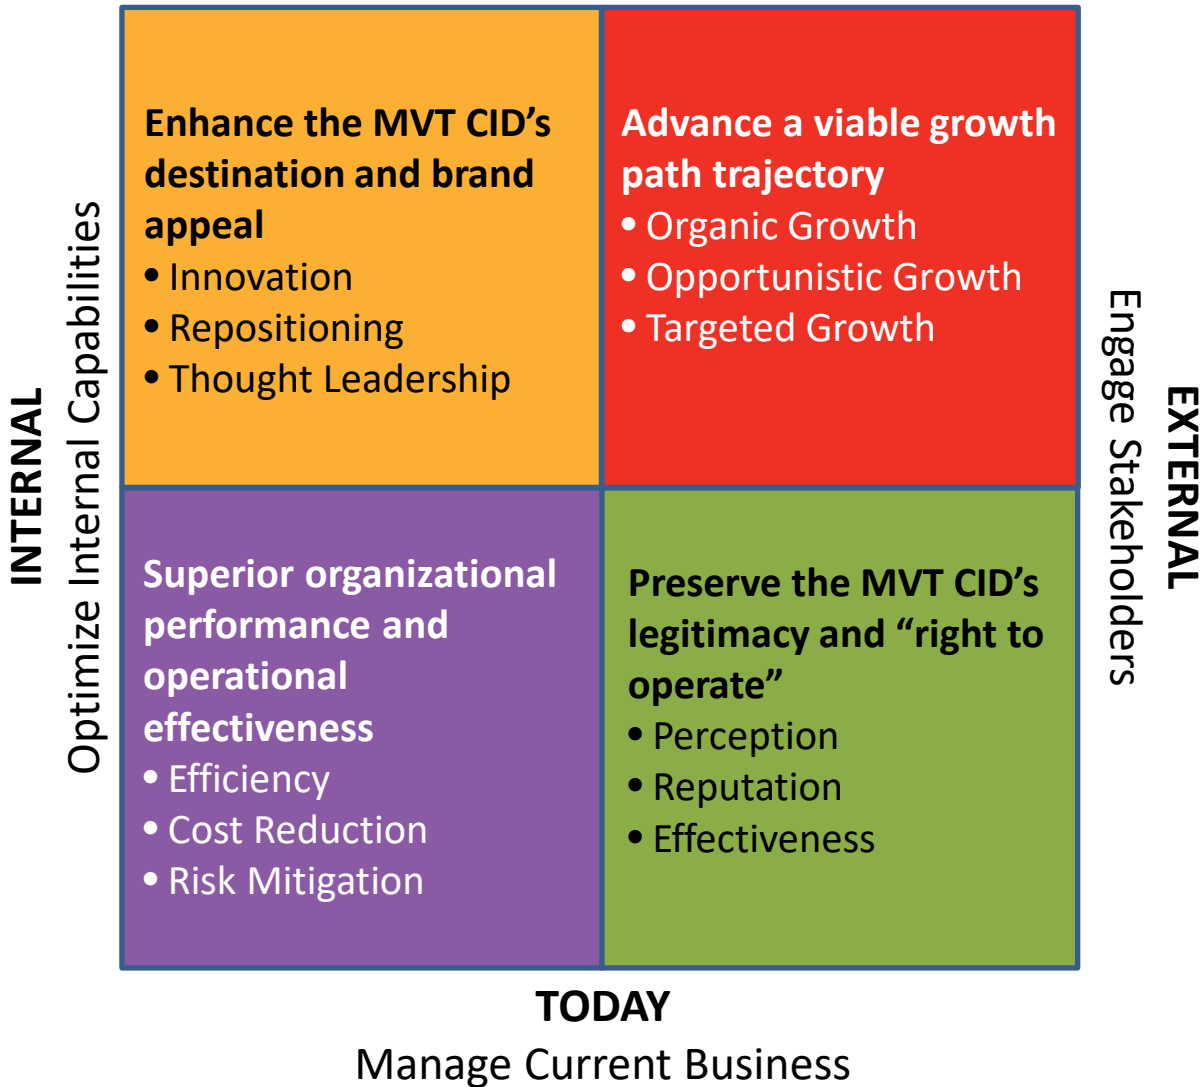 INTERNAL
Optimize Internal Capabilities
Enhance the MVT CID’s
destination and brand
appeal
• Innovation
• Repositioning
• Thought Leadership
Advance a viable growth
path trajectory
• Organic Growth
• Opportunistic Growth
• Targeted Growth
Superior organizational
performance and
operational
effectiveness
• Efficiency
• Cost Reduction
• Risk Mitigation
Preserve the MVT CID’s
legitimacy and “right to
operate”
• Perception
• Reputation
• Effectiveness
Engage Stakeholders
EXTERNAL
TODAY
Manage Current Business